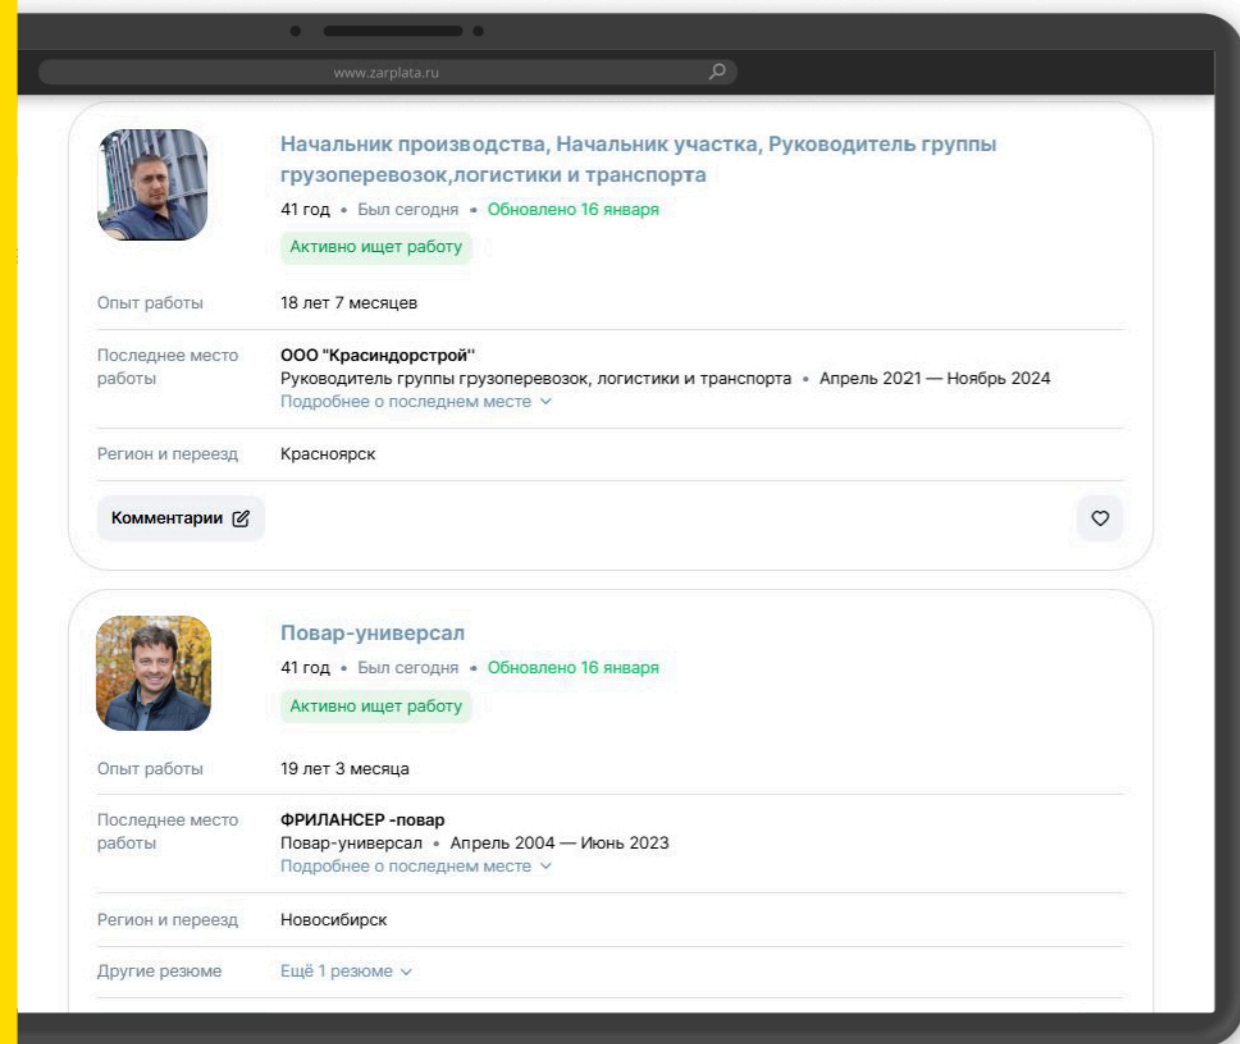 www.zarplata.ru
Начальник производства, Начальник участка, Руководитель группы
грузоперевозок,логистики и транспорта
41 год • Был сегодня • Обновлено 16 января
Активно ищет работу
Опыт работы 18 лет 7 месяцев
Последнее место работы
ООО "Красиндорстрой"
Руководитель группы грузоперевозок, логистики и транспорта • Апрель 2021 — Ноябрь 2024
Подробнее о последнем месте
Регион и переезд Красноярск
Комментарии
Повар-универсал
41 год • Был сегодня • Обновлено 16 января
Активно ищет работу
Опыт работы 19 лет 3 месяца
Последнее место работы
ФРИЛАНСЕР -повар
Повар-универсал • Апрель 2004 — Июнь 2023
Подробнее о последнем месте
Регион и переезд Новосибирск
Другие резюме Ещё 1 резюме